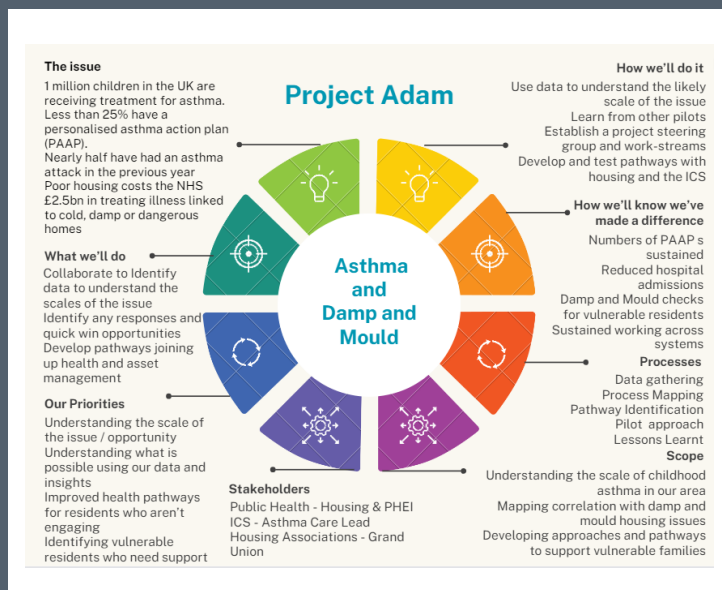 Project Adam
The issue
1 million children in the UK are
receiving treatment for asthma.
Less than 25% have a
personalised asthma action plan
(PAAP).
Nearly half have had an asthma
attack in the previous year
Poor housing costs the NHS
£2.5bn in treating illness linked
to cold, damp or dangerous
homes
What we'll do
Collaborate to Identify
data to understand the
scales of the issue
Identify any responses and
quick win opportunities
Develop pathways joining
up health and asset
management
Our Priorities
Understanding the scale of
the issue / opportunity
Understanding what is
possible using our data and
insights
Improved health pathways
for residents who aren't
engaging
Identifying vulnerable
residents who need support
Asthma
and
Damp and
Mould
Stakeholders
Public Health - Housing & PHEI
ICS - Asthma Care Lead
Housing Associations - Grand
Union
How we'll do it
Use data to understand the likely
scale of the issue
Learn from other pilots
Establish a project steering
group and work-streams
Develop and test pathways with
housing and the ICS
How we'll know we've
made a difference
Numbers of PAAP s
sustained
Reduced hospital
admissions
Damp and Mould checks
for vulnerable residents
Sustained working across
systems
Processes
Data gathering
Process Mapping
Pathway Identification
Pilot approach
Lessons Learnt
Scope
Understanding the scale of childhood
asthma in our area
Mapping correlation with damp and
mould housing issues
Developing approaches and pathways
to support vulnerable families